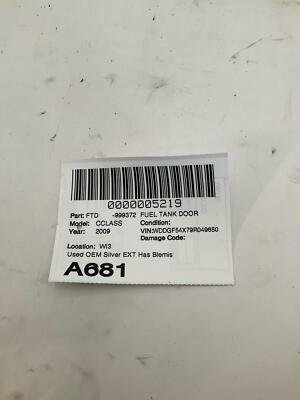 0000005219
Part: FTD -999372 FUEL TANK DOOR
Model: CCLASS Condition:
Year: 2009 VIN:WDDGF54X79R049650
Damage Code:
Location: WI3
Used OEM Silver EXT Has Blemis
A681